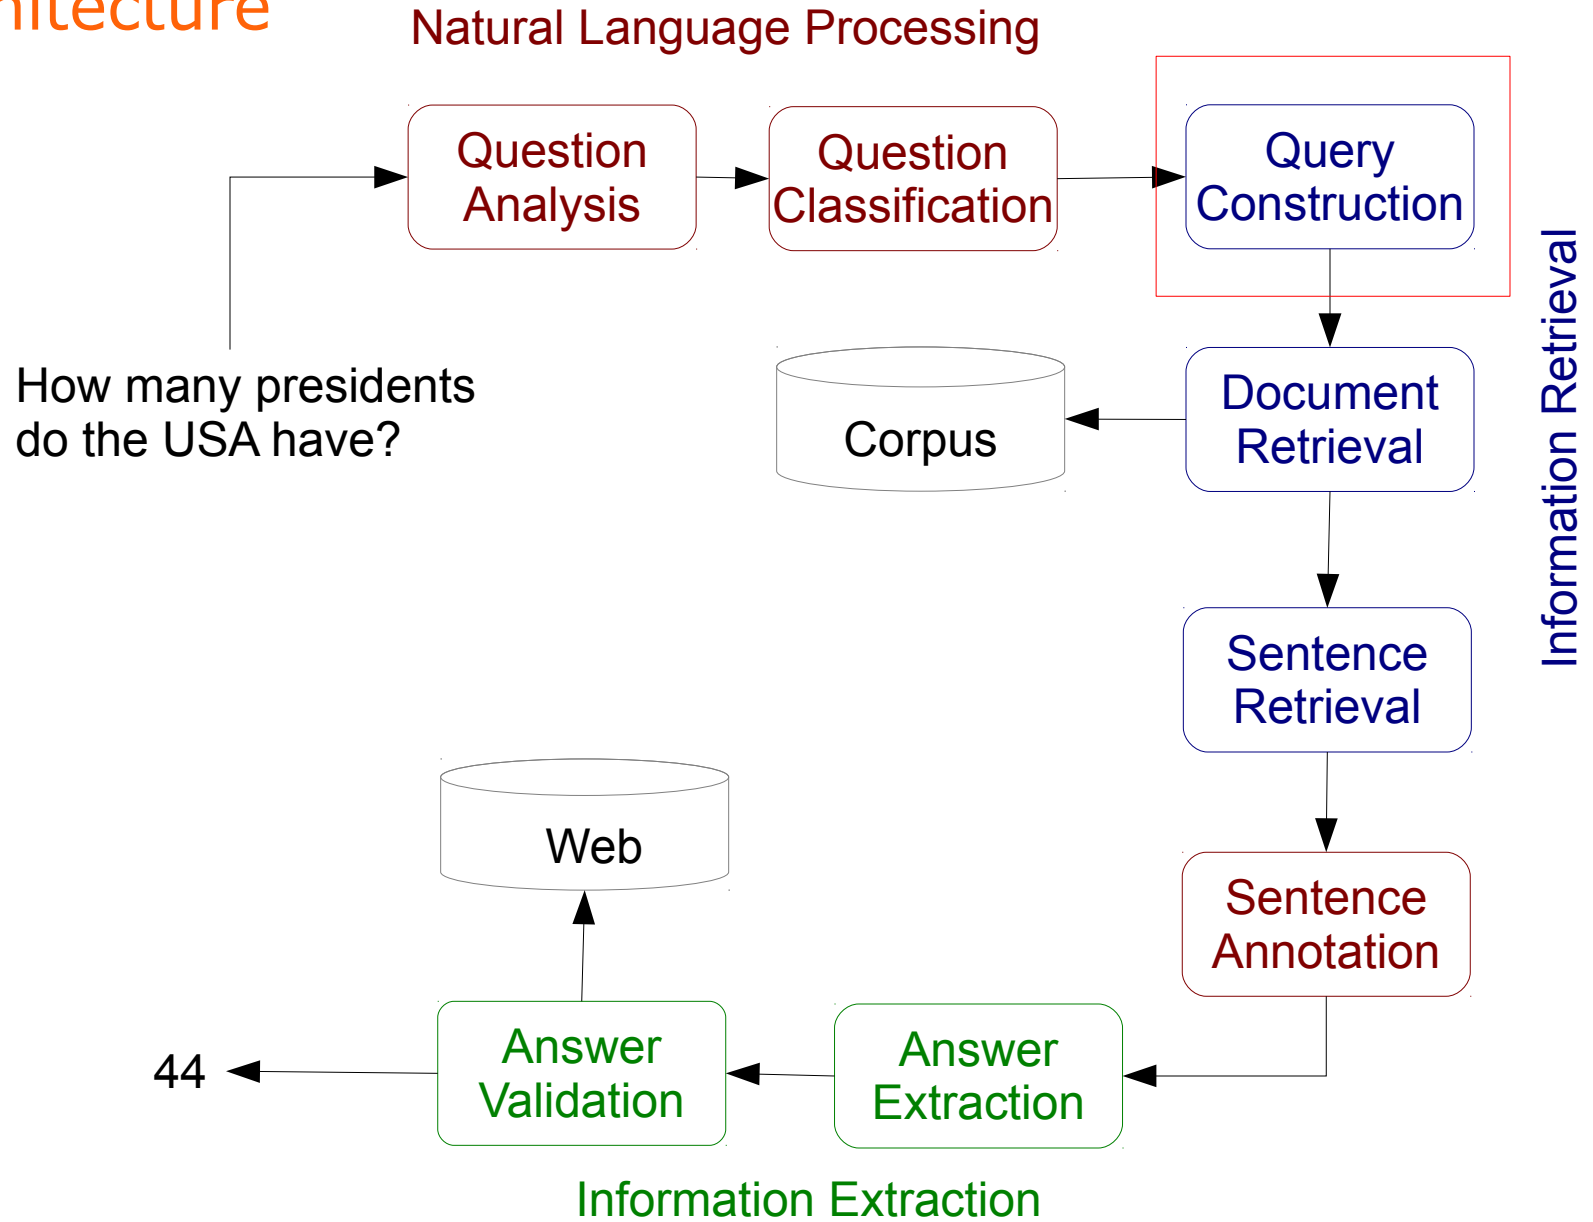 Natural Language Processing
Question
Analysis
Question
Classification
Query
Construction
Information Retrieval
How many presidents
do the USA have?
Corpus
Document
Retrieval
Sentence
Retrieval
Web
Sentence
Annotation
44
Answer
Validation
Answer
Extraction
Information Extraction